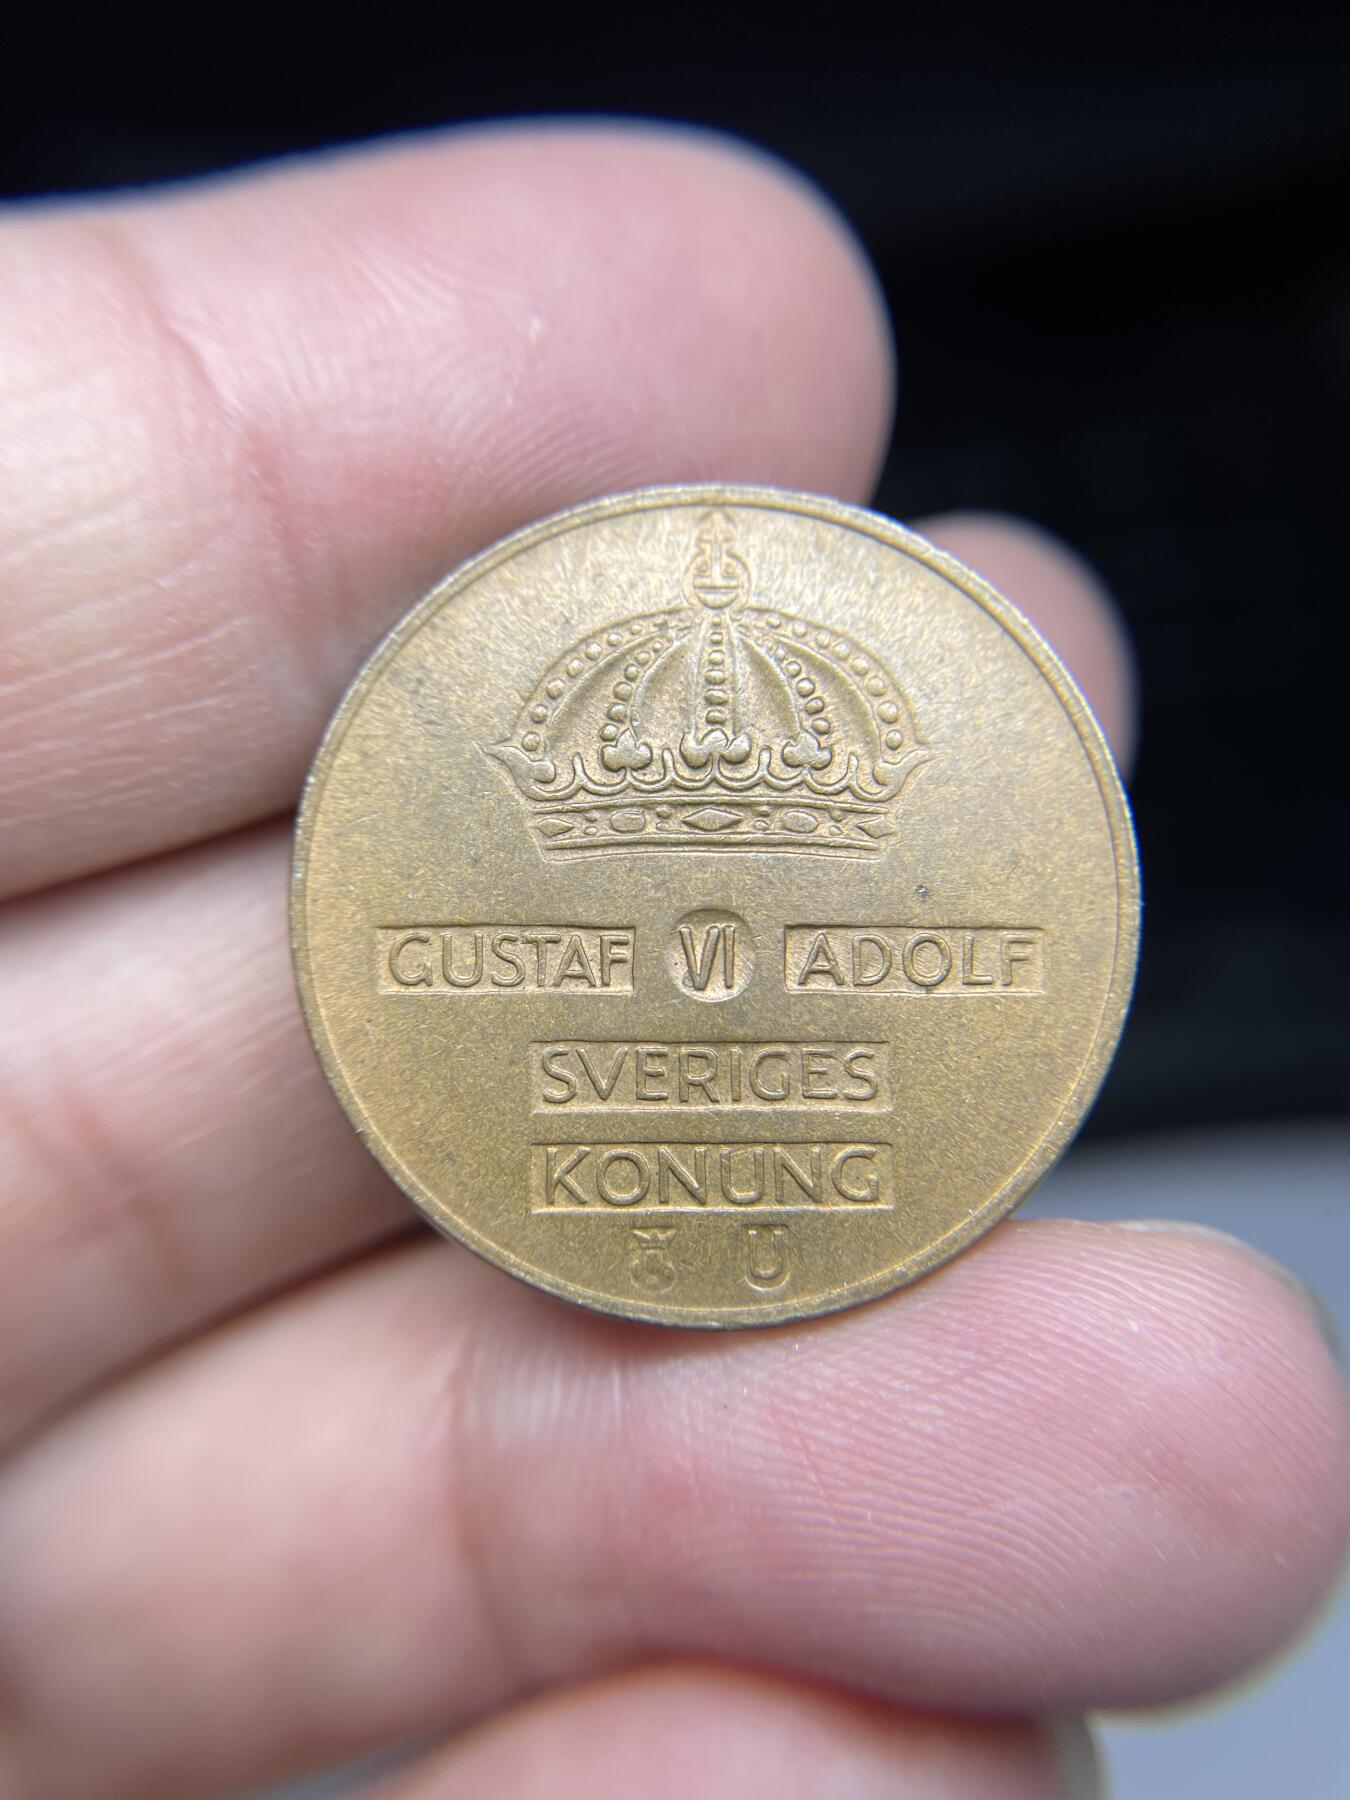 GUSTAF VI ADOLF
SVERIGES
KONUNG
U